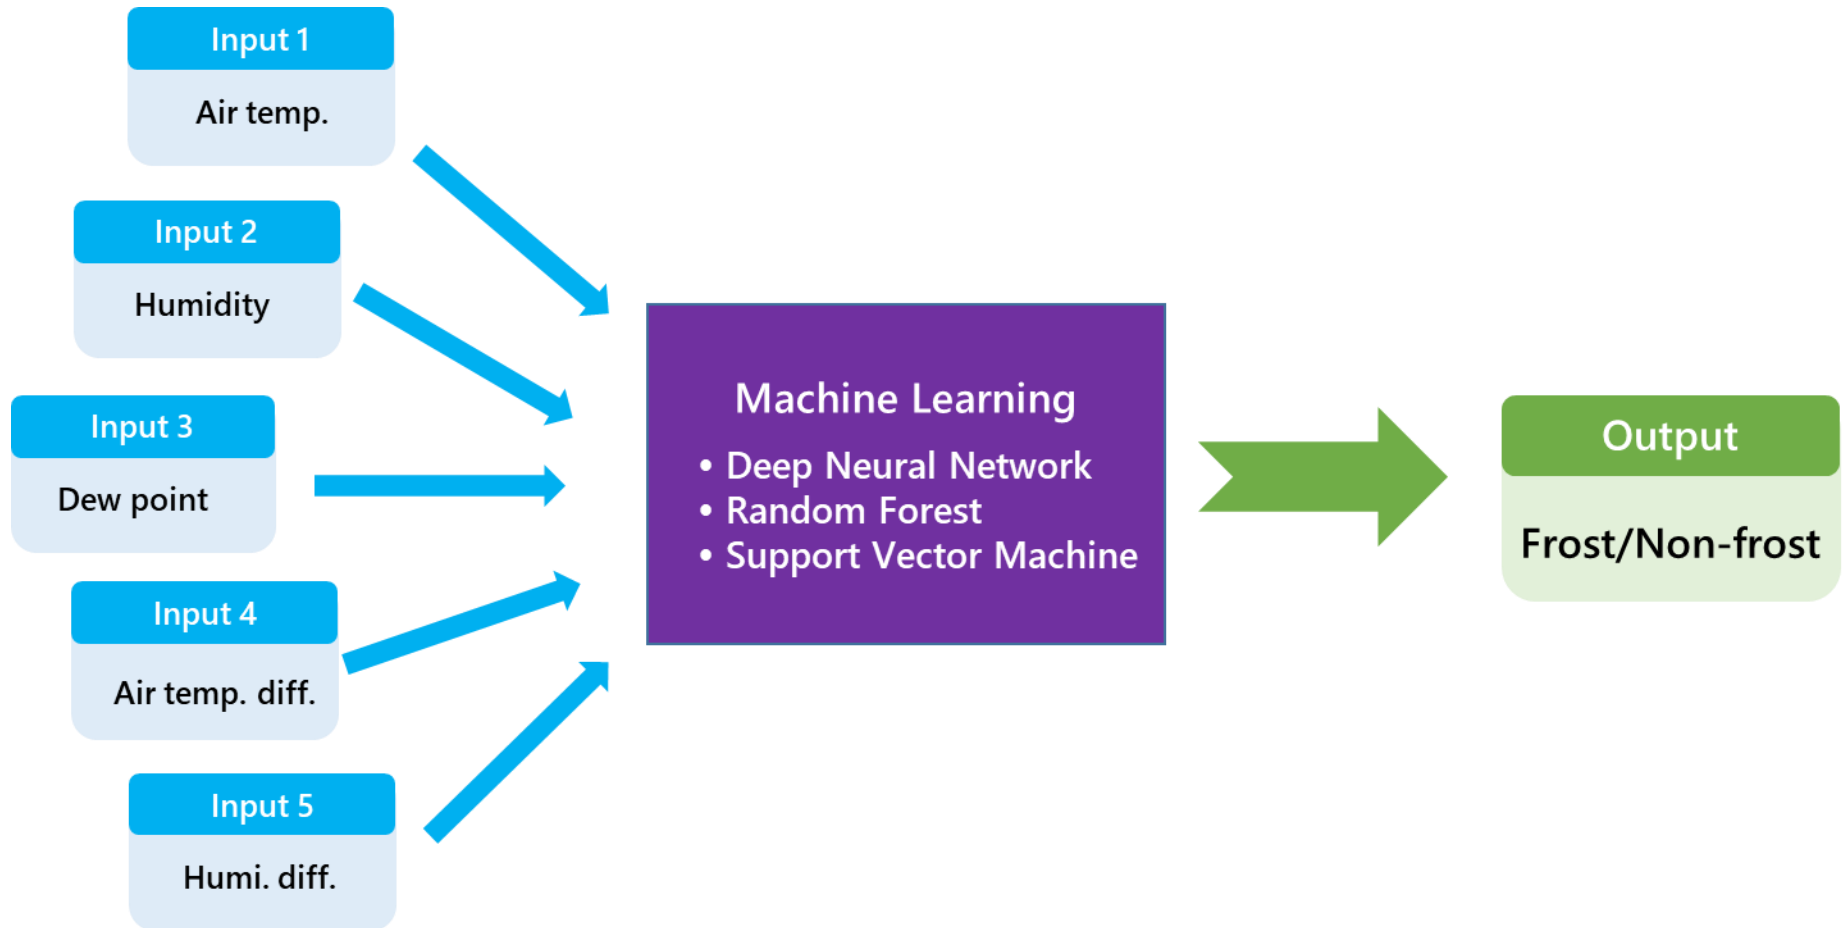 Input 1
Air temp.
Input 2
Humidity
Input 3
Dew point
Input 4
Air temp. diff.
Input 5
Humi. diff.
Machine Learning
• Deep Neural Network
• Random Forest
• Support Vector Machine
Output
Frost/Non-frost